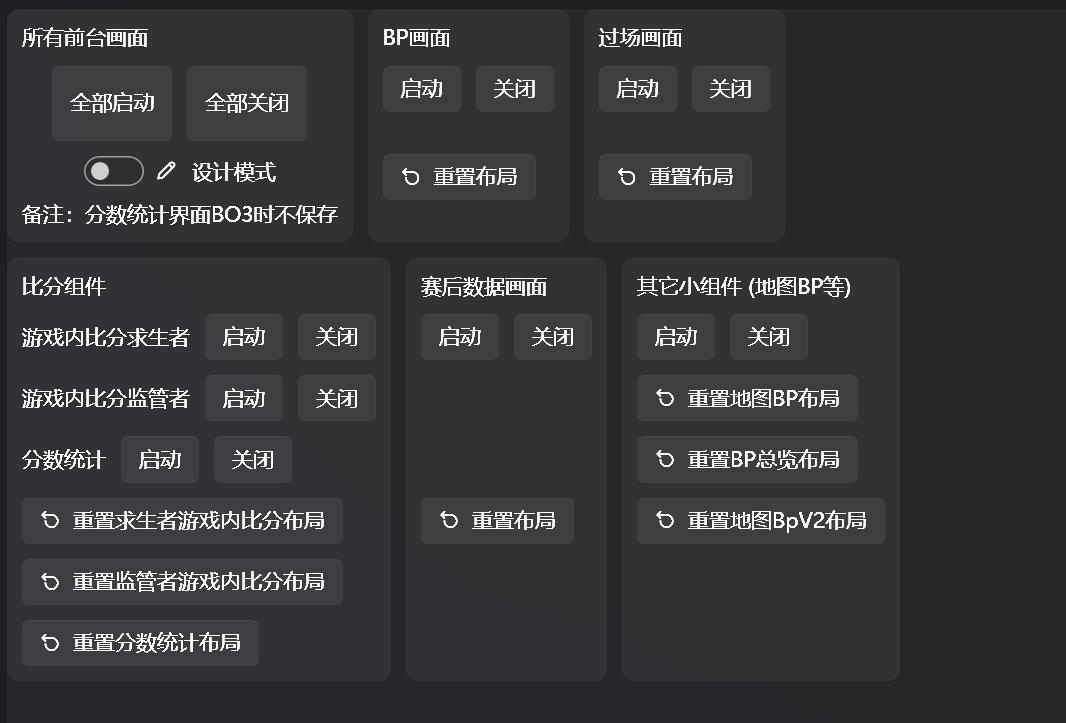 所有前台画面
全部启动 全部关闭
设计模式
备注：分数统计界面BO3时不保存
BP画面
启动 关闭
重置布局
过场画面
启动 关闭
重置布局
比分组件
游戏内比分求生者 启动 关闭
游戏内比分监管者 启动 关闭
分数统计 启动 关闭
重置求生者游戏内比分布局
重置监管者游戏内比分布局
重置分数统计布局
赛后数据画面
启动 关闭
重置布局
其它小组件 (地图BP等)
启动 关闭
重置地图BP布局
重置BP总览布局
重置地图BpV2布局